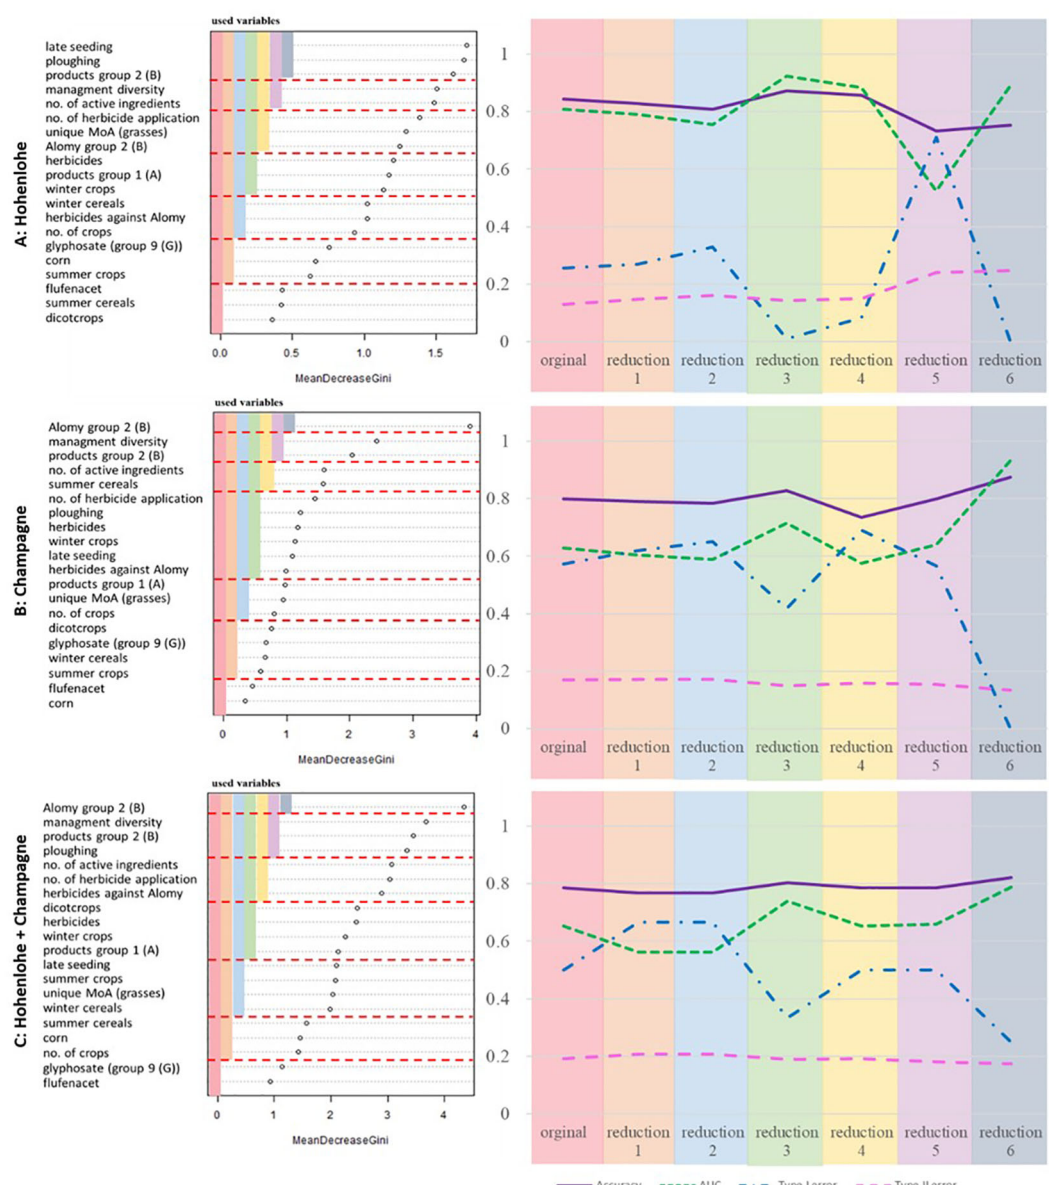 used variables
A: Hohenlohe
late seeding
ploughing
products group 2 (B)
managment diversity
no. of active ingredients
no. of herbicide application
unique MoA (grasses)
Alomy group 2 (B)
herbicides
products group 1 (A)
winter crops
winter cereals
herbicides against Alomy
no. of crops
glyphosate (group 9 (G))
corn
summer crops
flufenacet
summer cereals
dicotcrops
0.0 0.5 1.0 1.5
MeanDecreaseGini
1
0.8
0.6
0.4
0.2
0
orginal reduction 1 reduction 2 reduction 3 reduction 4 reduction 5 reduction 6
used variables
B: Champagne
Alomy group 2 (B)
managment diversity
products group 2 (B)
no. of active ingredients
summer cereals
no. of herbicide application
ploughing
herbicides
winter crops
late seeding
herbicides against Alomy
products group 1 (A)
unique MoA (grasses)
no. of crops
dicotcrops
glyphosate (group 9 (G))
winter cereals
summer crops
flufenacet
corn
0 1 2 3 4
MeanDecreaseGini
1
0.8
0.6
0.4
0.2
0
orginal reduction 1 reduction 2 reduction 3 reduction 4 reduction 5 reduction 6
used variables
C: Hohenlohe + Champagne
Alomy group 2 (B)
managment diversity
products group 2 (B)
ploughing
no. of active ingredients
no. of herbicide application
herbicides against Alomy
dicotcrops
herbicides
winter crops
products group 1 (A)
late seeding
summer crops
unique MoA (grasses)
winter cereals
summer cereals
corn
no. of crops
glyphosate (group 9 (G))
flufenacet
0 1 2 3 4
MeanDecreaseGini
1
0.8
0.6
0.4
0.2
0
orginal reduction 1 reduction 2 reduction 3 reduction 4 reduction 5 reduction 6
Accuracy AUC